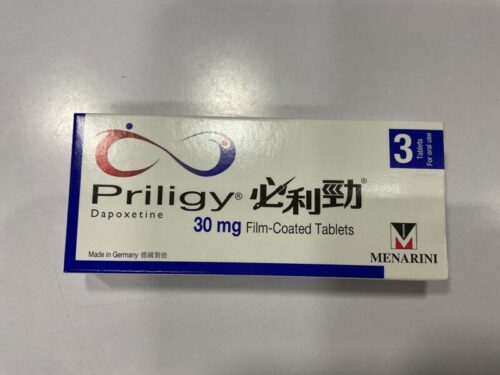 Priligy® 必利勁®
Dapoxetine
30 mg Film-Coated Tablets
Made in Germany 德國製造
3
Tablets
For oral use
MENARINI